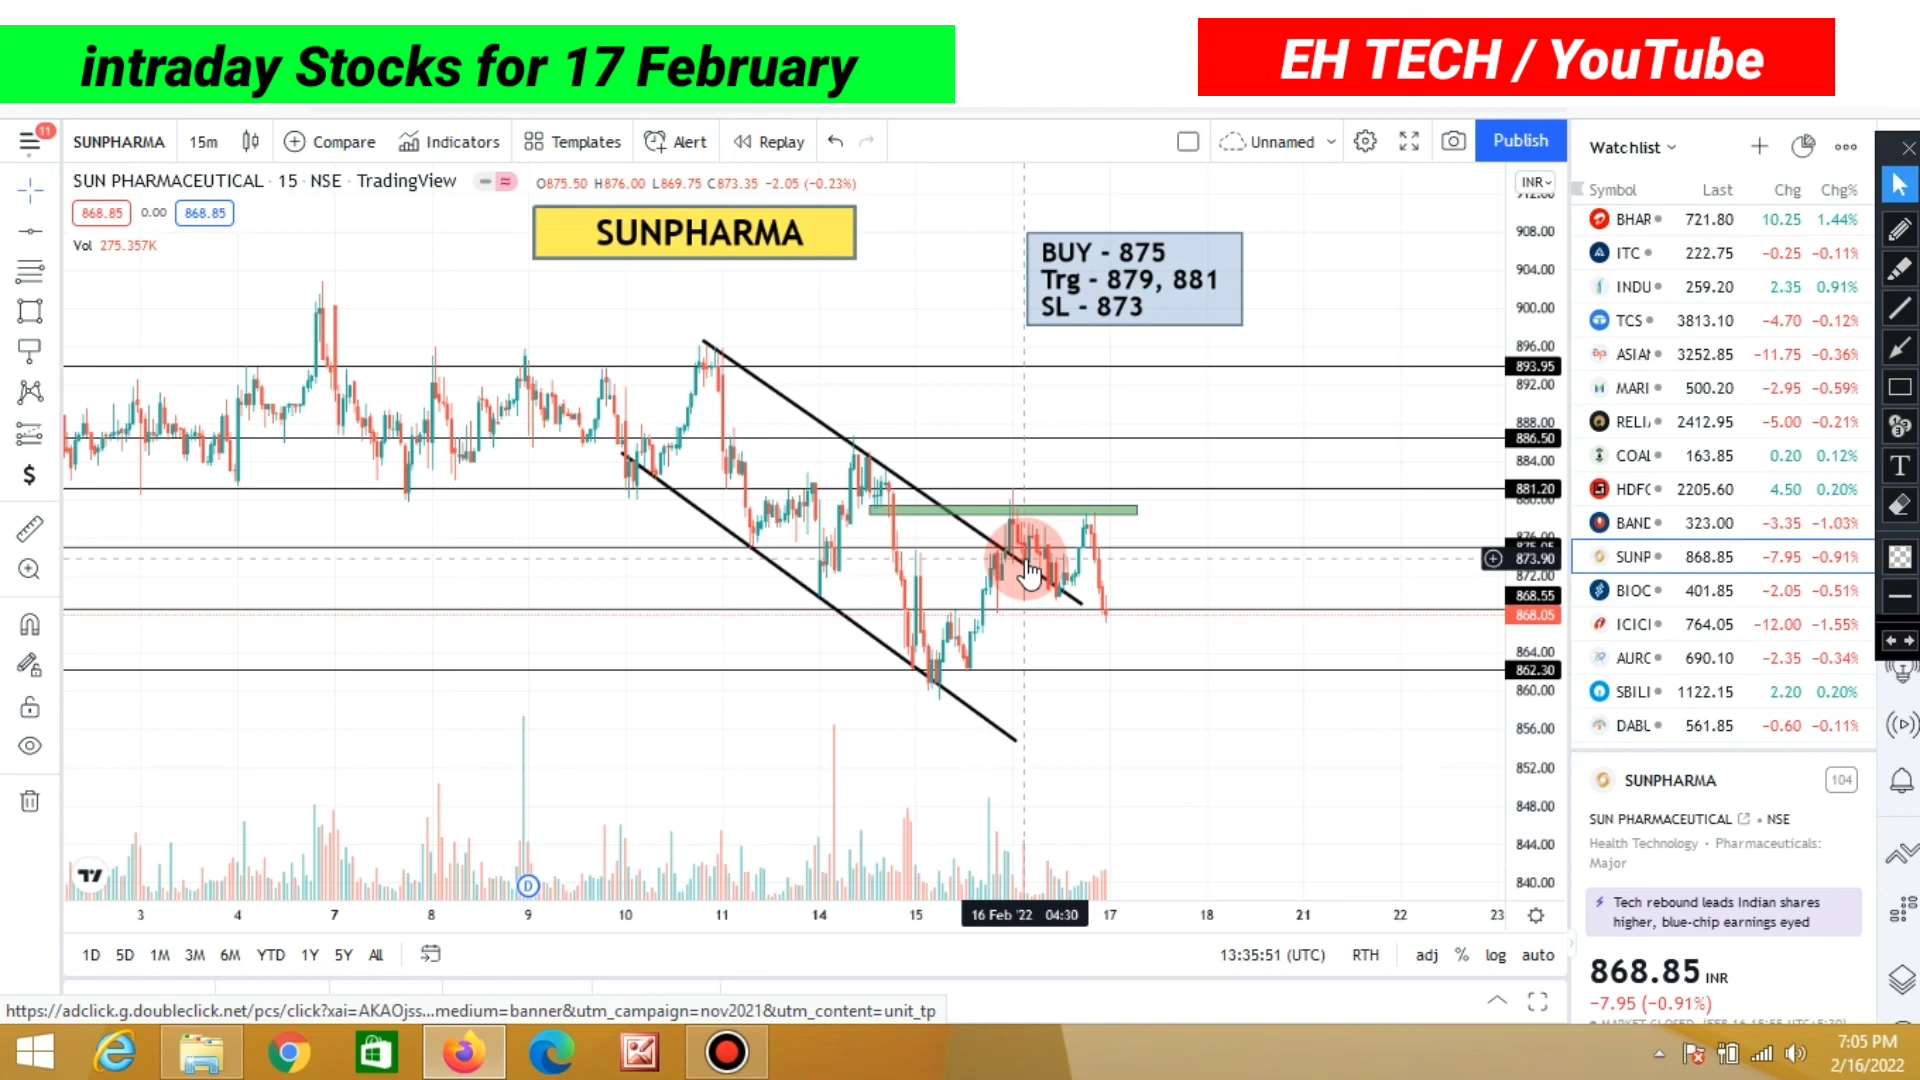 intraday Stocks for 17 February
EH TECH / YouTube
11
SUNPHARMA
15m
Compare
Indicators
Templates
Alert
Replay
Unnamed
Publish
Watchlist
SUN PHARMACEUTICAL · 15 · NSE · TradingView
O875.50 H876.00 L869.75 C873.35 −2.05 (−0.23%)
868.85 0.00 868.85
Vol 275.357K
SUNPHARMA
BUY - 875
Trg - 879, 881
SL - 873
INR
908.00
904.00
900.00
896.00
893.95
892.00
888.00
886.50
884.00
881.20
873.90
872.00
868.55
868.05
864.00
862.30
860.00
856.00
852.00
848.00
844.00
840.00
D
3 4 7 8 9 10 11 14 15 16 Feb '22 04:30 17 18 21 22 23
1D 5D 1M 3M 6M YTD 1Y 5Y All
13:35:51 (UTC) RTH adj % log auto
Symbol Last Chg Chg%
BHAR 721.80 10.25 1.44%
ITC 222.75 −0.25 −0.11%
INDU 259.20 2.35 0.91%
TCS 3813.10 −4.70 −0.12%
ASIAN 3252.85 −11.75 −0.36%
MARI 500.20 −2.95 −0.59%
RELI 2412.95 −5.00 −0.21%
COAL 163.85 0.20 0.12%
HDFC 2205.60 4.50 0.20%
BAND 323.00 −3.35 −1.03%
SUNP 868.85 −7.95 −0.91%
BIOC 401.85 −2.05 −0.51%
ICICI 764.05 −12.00 −1.55%
AURO 690.10 −2.35 −0.34%
SBILI 1122.15 2.20 0.20%
DABU 561.85 −0.60 −0.11%
SUNPHARMA 104
SUN PHARMACEUTICAL • NSE
Health Technology • Pharmaceuticals:
Major
Tech rebound leads Indian shares
higher, blue-chip earnings eyed
868.85 INR
−7.95 (−0.91%)
https://adclick.g.doubleclick.net/pcs/click?xai=AKAOjss...medium=banner&utm_campaign=nov2021&utm_content=unit_tp
7:05 PM
2/16/2022